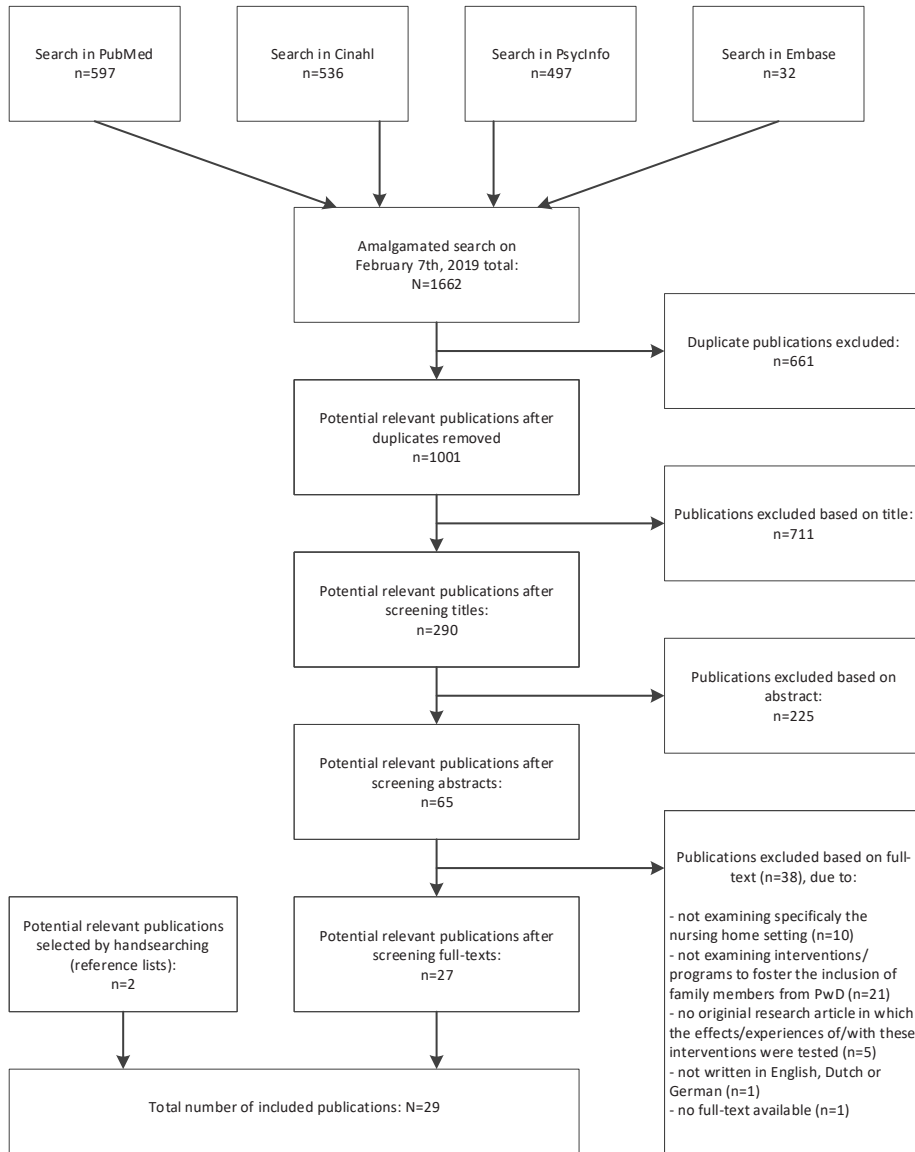 Search in PubMed
n=597
Search in Cinahl
n=536
Search in PsycInfo
n=497
Search in Embase
n=32
Amalgamated search on
February 7th, 2019 total:
N=1662
Duplicate publications excluded:
n=661
Potential relevant publications after
duplicates removed
n=1001
Publications excluded based on title:
n=711
Potential relevant publications after
screening titles:
n=290
Publications excluded based on
abstract:
n=225
Potential relevant publications after
screening abstracts:
n=65
Publications excluded based on full-
text (n=38), due to:
- not examining specificaly the
nursing home setting (n=10)
- not examining interventions/
programs to foster the inclusion of
family members from PwD (n=21)
- no originial research article in which
the effects/experiences of/with these
interventions were tested (n=5)
- not written in English, Dutch or
German (n=1)
- no full-text available (n=1)
Potential relevant publications
selected by handsearching
(reference lists):
n=2
Potential relevant publications after
screening full-texts:
n=27
Total number of included publications: N=29